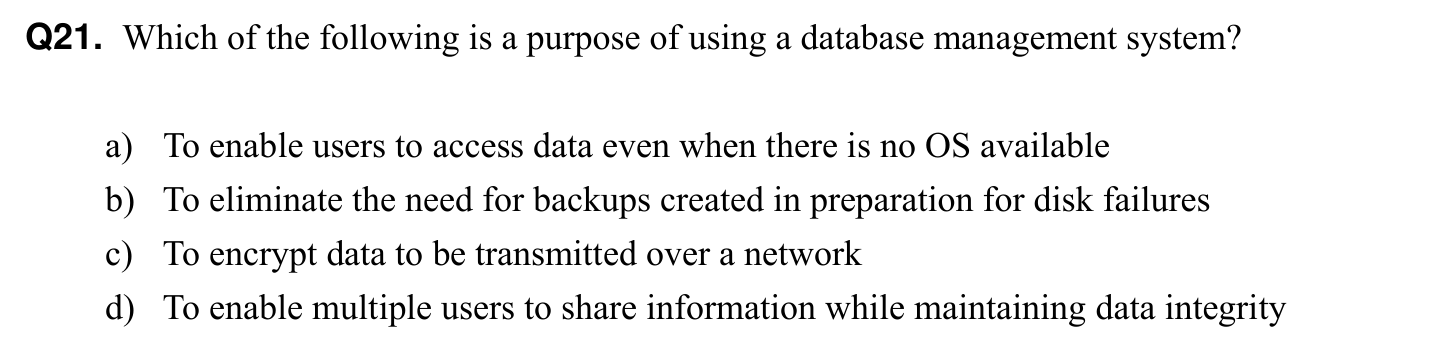 Q21. Which of the following is a purpose of using a database management system?
a) To enable users to access data even when there is no OS available
b) To eliminate the need for backups created in preparation for disk failures
c) To encrypt data to be transmitted over a network
d) To enable multiple users to share information while maintaining data integrity